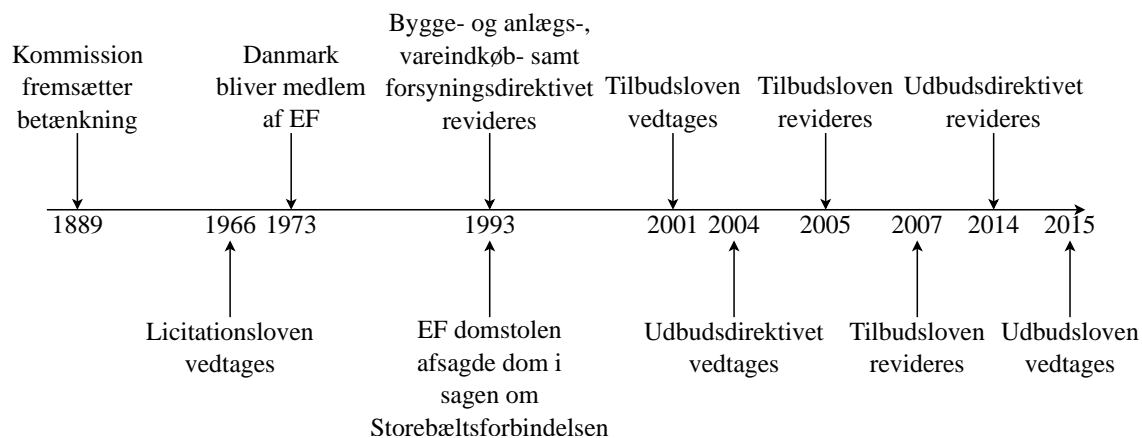 Kommission
fremsætter
betænkning
Danmark
bliver medlem
af EF
Bygge- og anlægs-,
vareindkøb- samt
forsyningsdirektivet
revideres
Tilbudsloven
vedtages
Tilbudsloven
revideres
Udbudsdirektivet
revideres
1889 1966 1973 1993 2001 2004 2005 2007 2014 2015
Licitationsloven
vedtages
EF domstolen
afsagde dom i
sagen om
Storebæltsforbindelsen
Udbudsdirektivet
vedtages
Tilbudsloven
revideres
Udbudsloven
vedtages